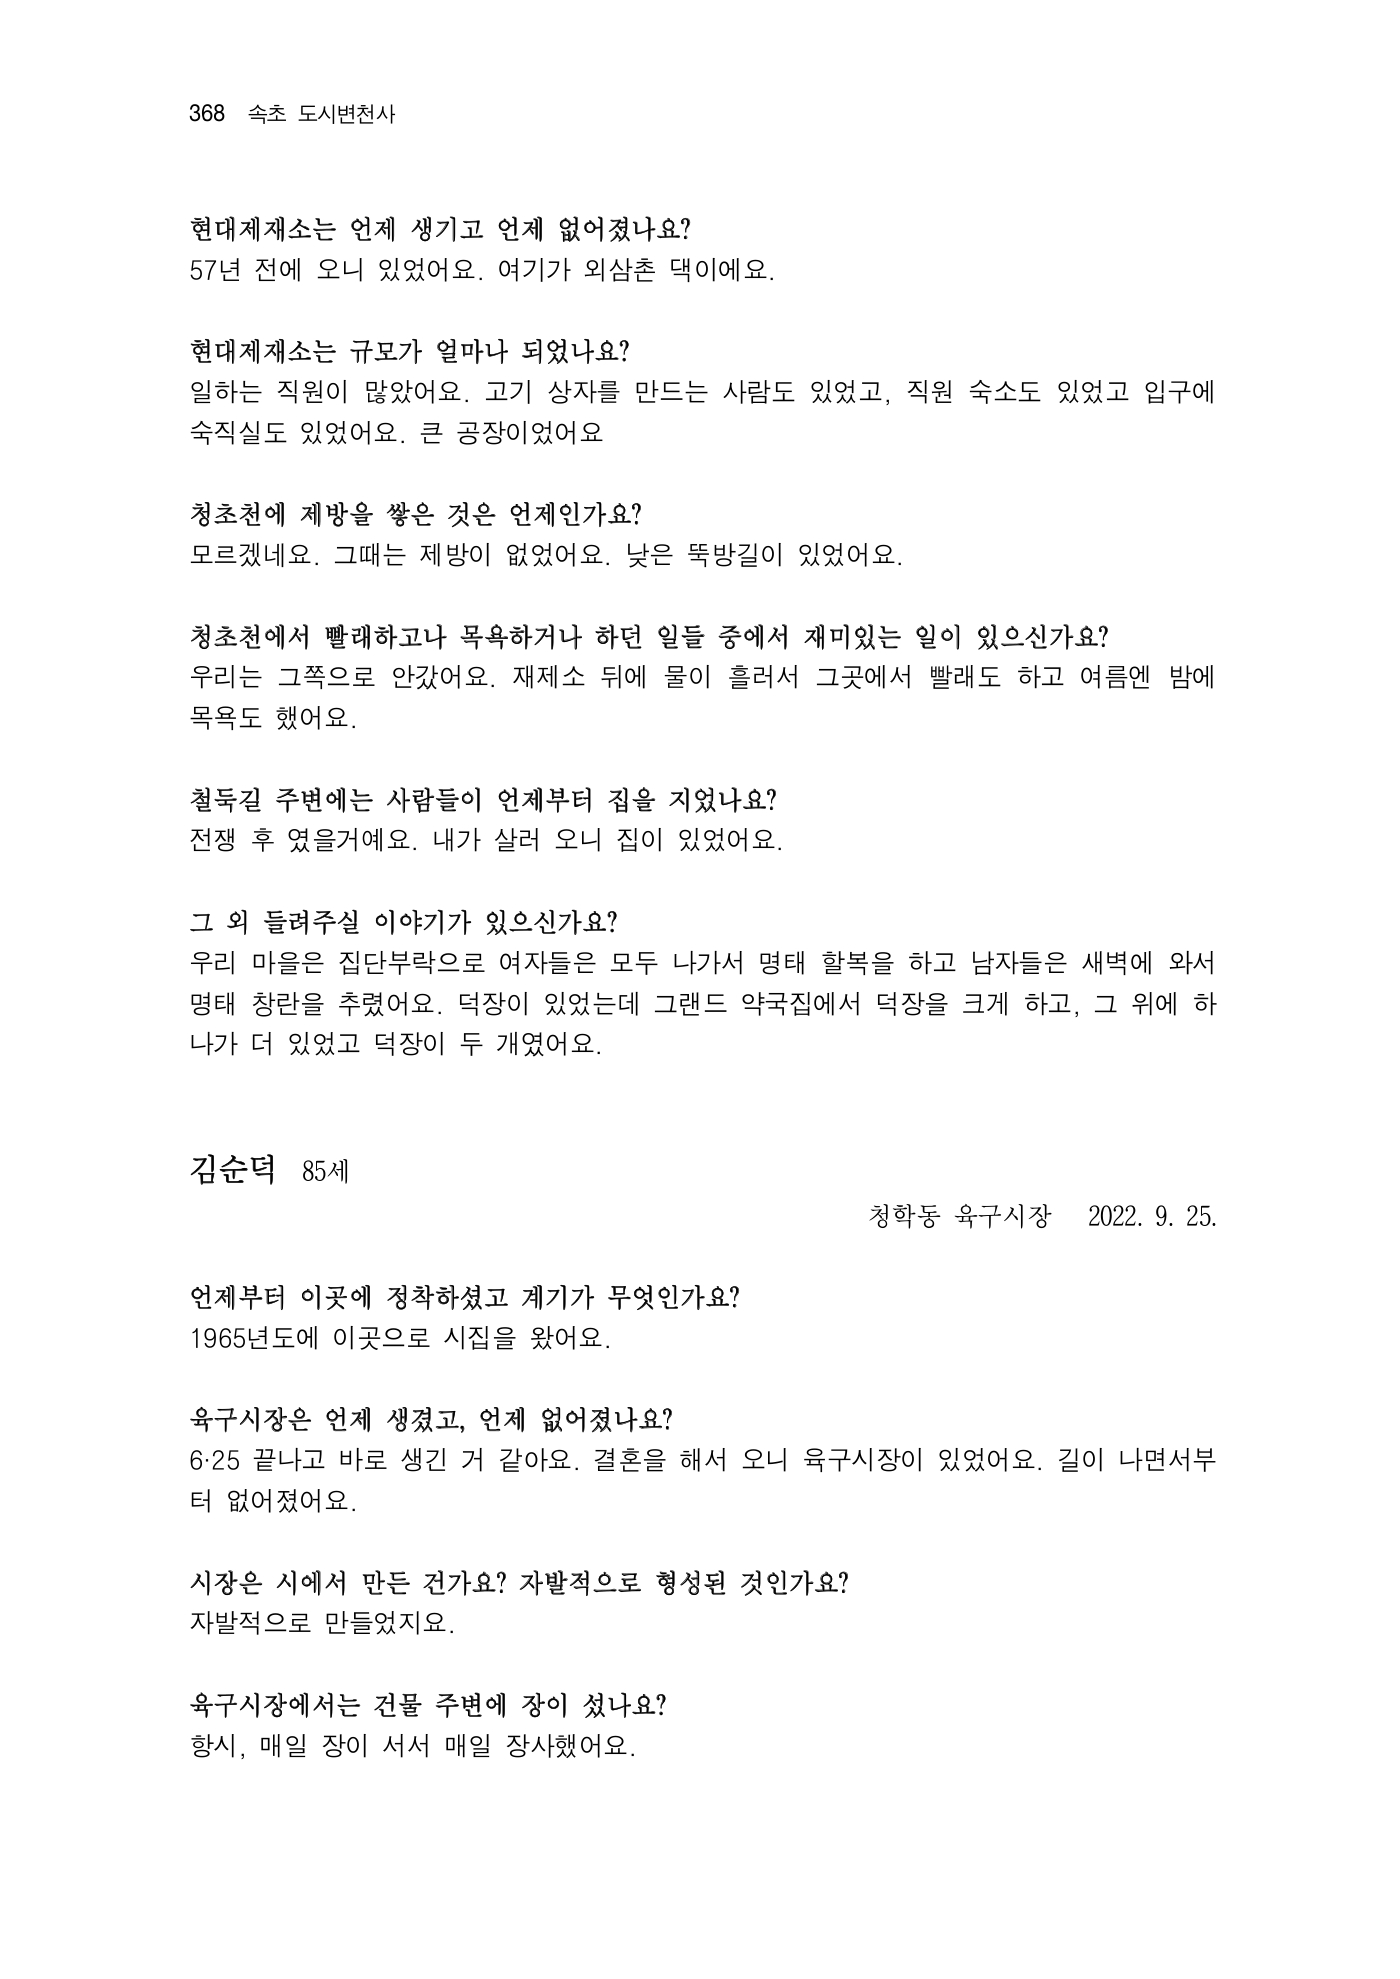 368 속초 도시변천사
현대제재소는 언제 생기고 언제 없어졌나요?
57년 전에 오니 있었어요. 여기가 외삼촌 댁이에요.
현대제재소는 규모가 얼마나 되었나요?
일하는 직원이 많았어요. 고기 상자를 만드는 사람도 있었고, 직원 숙소도 있었고 입구에
숙직실도 있었어요. 큰 공장이었어요
청초천에 제방을 쌓은 것은 언제인가요?
모르겠네요. 그때는 제방이 없었어요. 낮은 뚝방길이 있었어요.
청초천에서 빨래하고나 목욕하거나 하던 일들 중에서 재미있는 일이 있으신가요?
우리는 그쪽으로 안갔어요. 재제소 뒤에 물이 흘러서 그곳에서 빨래도 하고 여름엔 밤에
목욕도 했어요.
철둑길 주변에는 사람들이 언제부터 집을 지었나요?
전쟁 후 였을거예요. 내가 살러 오니 집이 있었어요.
그 외 들려주실 이야기가 있으신가요?
우리 마을은 집단부락으로 여자들은 모두 나가서 명태 할복을 하고 남자들은 새벽에 와서
명태 창란을 추렸어요. 덕장이 있었는데 그랜드 약국집에서 덕장을 크게 하고, 그 위에 하
나가 더 있었고 덕장이 두 개였어요.
김순덕 85세
청학동 육구시장 2022. 9. 25.
언제부터 이곳에 정착하셨고 계기가 무엇인가요?
1965년도에 이곳으로 시집을 왔어요.
육구시장은 언제 생겼고, 언제 없어졌나요?
6·25 끝나고 바로 생긴 거 같아요. 결혼을 해서 오니 육구시장이 있었어요. 길이 나면서부
터 없어졌어요.
시장은 시에서 만든 건가요? 자발적으로 형성된 것인가요?
자발적으로 만들었지요.
육구시장에서는 건물 주변에 장이 섰나요?
항시, 매일 장이 서서 매일 장사했어요.